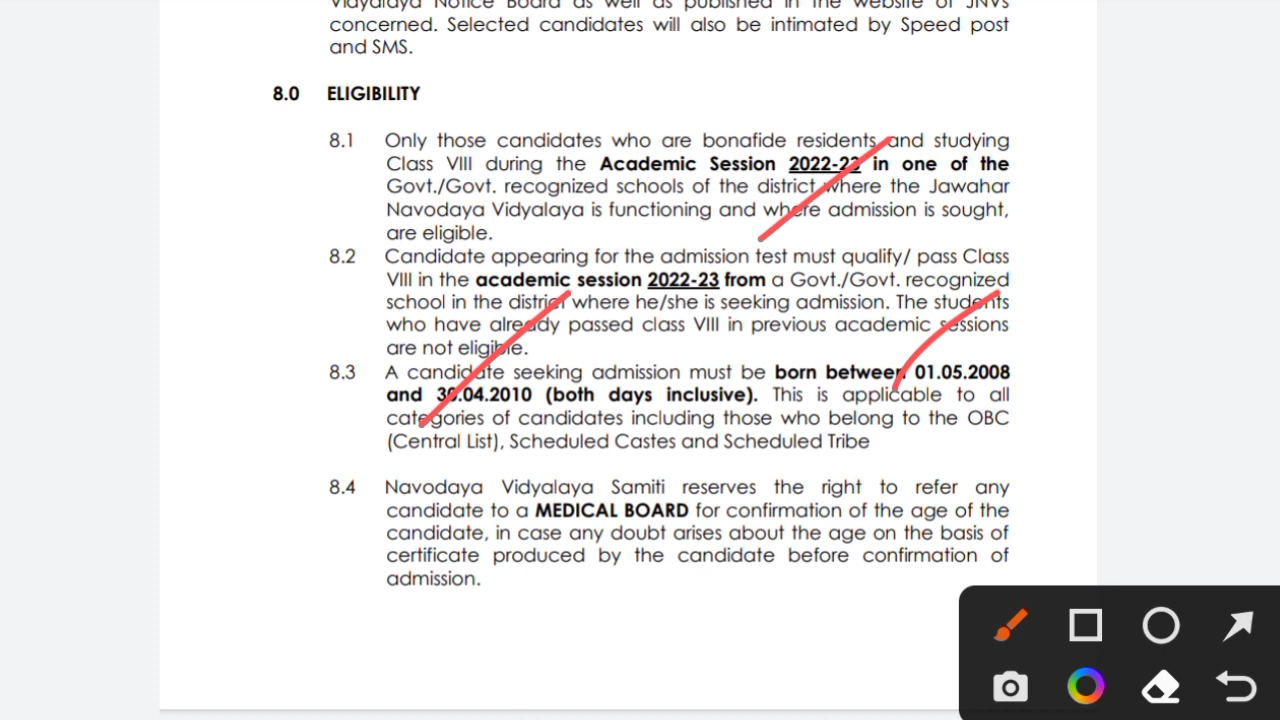 Vidyalaya Notice Board as well as published in the website of JNVs
concerned. Selected candidates will also be intimated by Speed post
and SMS.
8.0 ELIGIBILITY
8.1 Only those candidates who are bonafide residents and studying
Class VIII during the Academic Session 2022-23 in one of the
Govt./Govt. recognized schools of the district where the Jawahar
Navodaya Vidyalaya is functioning and where admission is sought,
are eligible.
8.2 Candidate appearing for the admission test must qualify/ pass Class
VIII in the academic session 2022-23 from a Govt./Govt. recognized
school in the district where he/she is seeking admission. The students
who have already passed class VIII in previous academic sessions
are not eligible.
8.3 A candidate seeking admission must be born between 01.05.2008
and 30.04.2010 (both days inclusive). This is applicable to all
categories of candidates including those who belong to the OBC
(Central List), Scheduled Castes and Scheduled Tribe
8.4 Navodaya Vidyalaya Samiti reserves the right to refer any
candidate to a MEDICAL BOARD for confirmation of the age of the
candidate, in case any doubt arises about the age on the basis of
certificate produced by the candidate before confirmation of
admission.